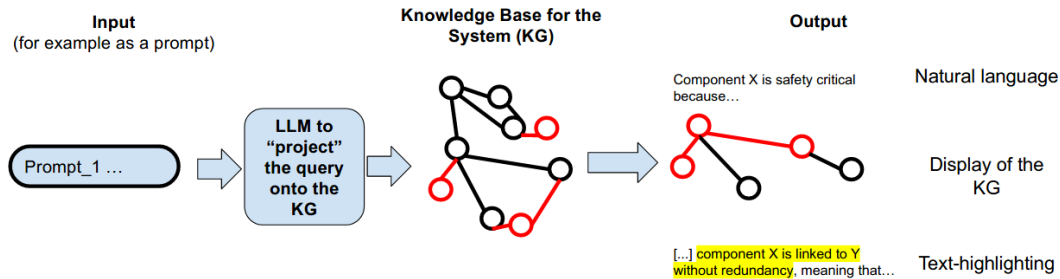 Input
(for example as a prompt)
Prompt_1 …
LLM to
“project”
the query
onto the
KG
Knowledge Base for the
System (KG)
Output
Component X is safety critical
because…
Natural language
Display of the
KG
[...] component X is linked to Y
without redundancy, meaning that…
Text-highlighting